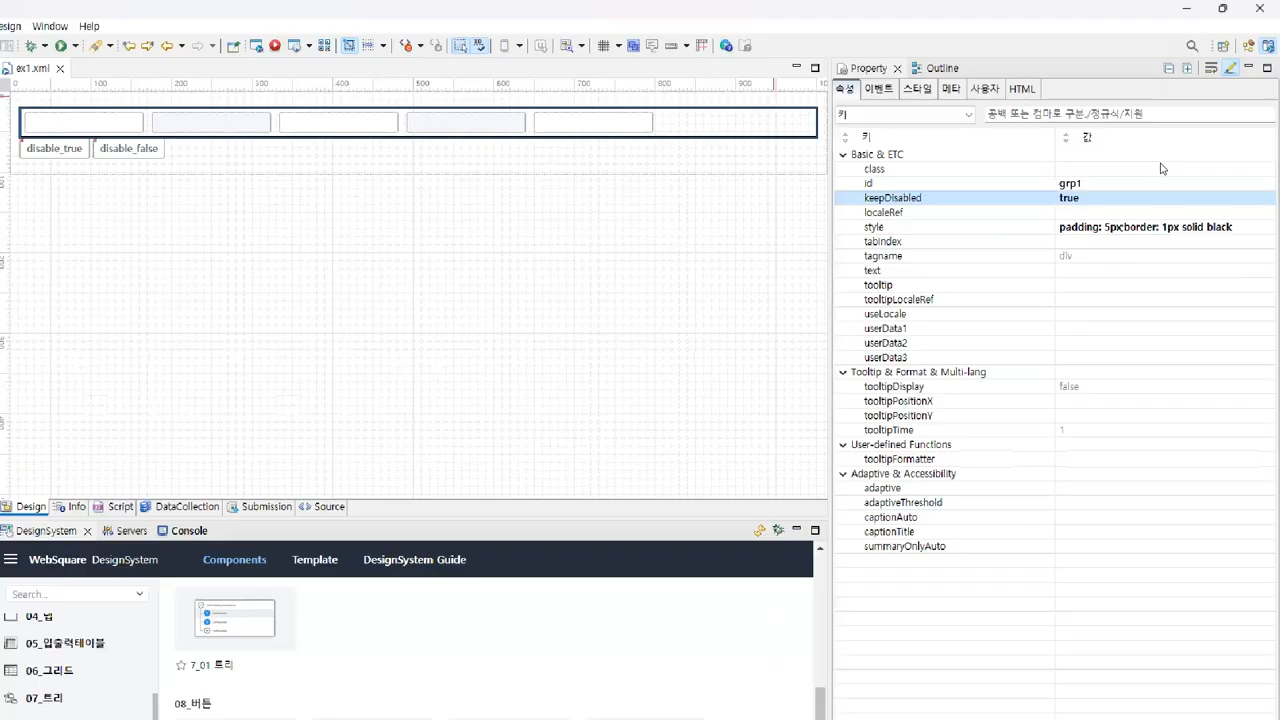 esign Window Help
ex1.xml
0 100 200 300 400 500 600 700 800 900 10
disable_true disable_false
Design Info Script DataCollection Submission Source
DesignSystem Servers Console
WebSquare DesignSystem Components Template DesignSystem Guide
Search...
04_탭
05_입출력테이블
06_그리드
07_트리
7_01 트리
08_버튼
Property Outline
속성 이벤트 스타일 메타 사용자 HTML
키 공백 또는 컴마로 구분,/정규식/지원
키 값
Basic & ETC
class
id grp1
keepDisabled true
localeRef
style padding: 5px;border: 1px solid black
tabIndex
tagname div
text
tooltip
tooltipLocaleRef
useLocale
userData1
userData2
userData3
Tooltip & Format & Multi-lang
tooltipDisplay false
tooltipPositionX
tooltipPositionY
tooltipTime 1
User-defined Functions
tooltipFormatter
Adaptive & Accessibility
adaptive
adaptiveThreshold
captionAuto
captionTitle
summaryOnlyAuto